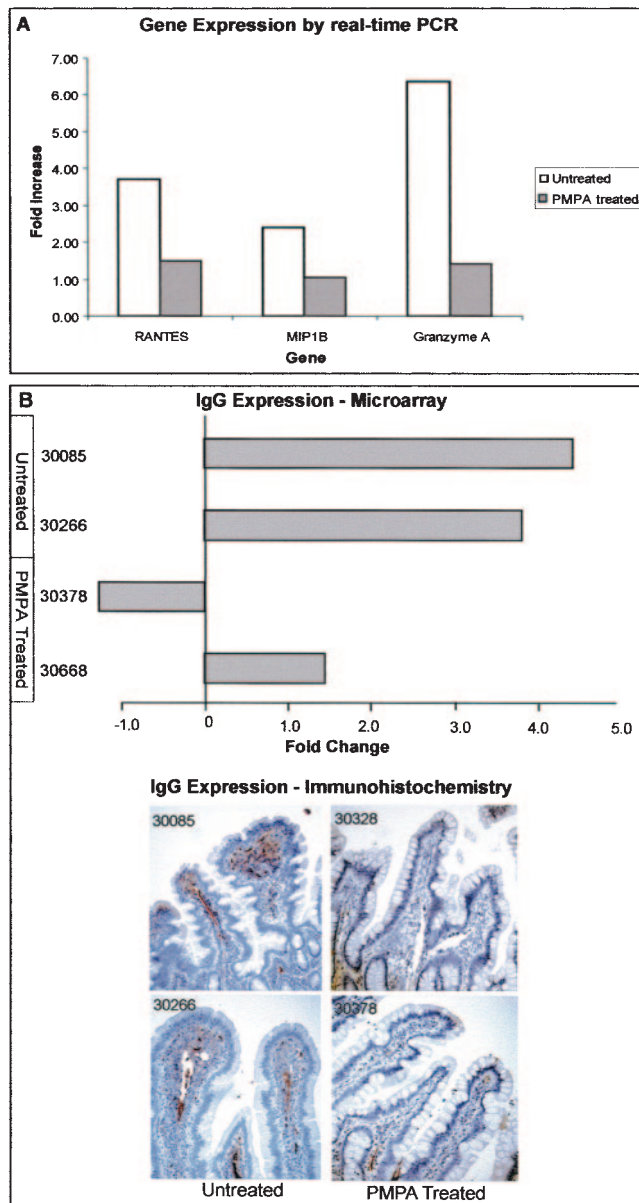 A
Gene Expression by real-time PCR
Fold Increase
7.00
6.00
5.00
4.00
3.00
2.00
1.00
0.00
RANTES
MIP1B
Granzyme A
Gene
Untreated
PMPA treated
B
IgG Expression - Microarray
Untreated
30085
30266
PMPA Treated
30378
30668
-1.0
0
1.0
2.0
3.0
4.0
5.0
Fold Change
IgG Expression - Immunohistochemistry
30085
30328
30266
30378
Untreated
PMPA Treated